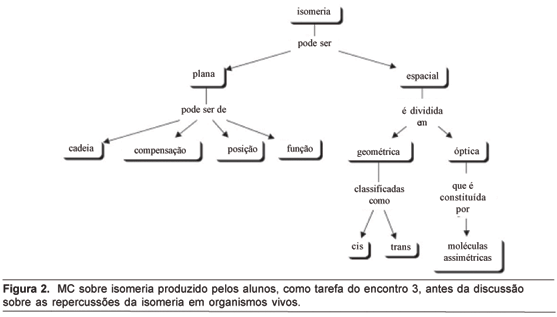 isomeria
pode ser
plana
espacial
pode ser de
é dividida
em
cadeia
compensação
posição
função
geométrica
óptica
classificadas
como
que é
constituída
por
cis
trans
moléculas
assimétricas
Figura 2. MC sobre isomeria produzido pelos alunos, como tarefa do encontro 3, antes da discussão
sobre as repercussões da isomeria em organismos vivos.